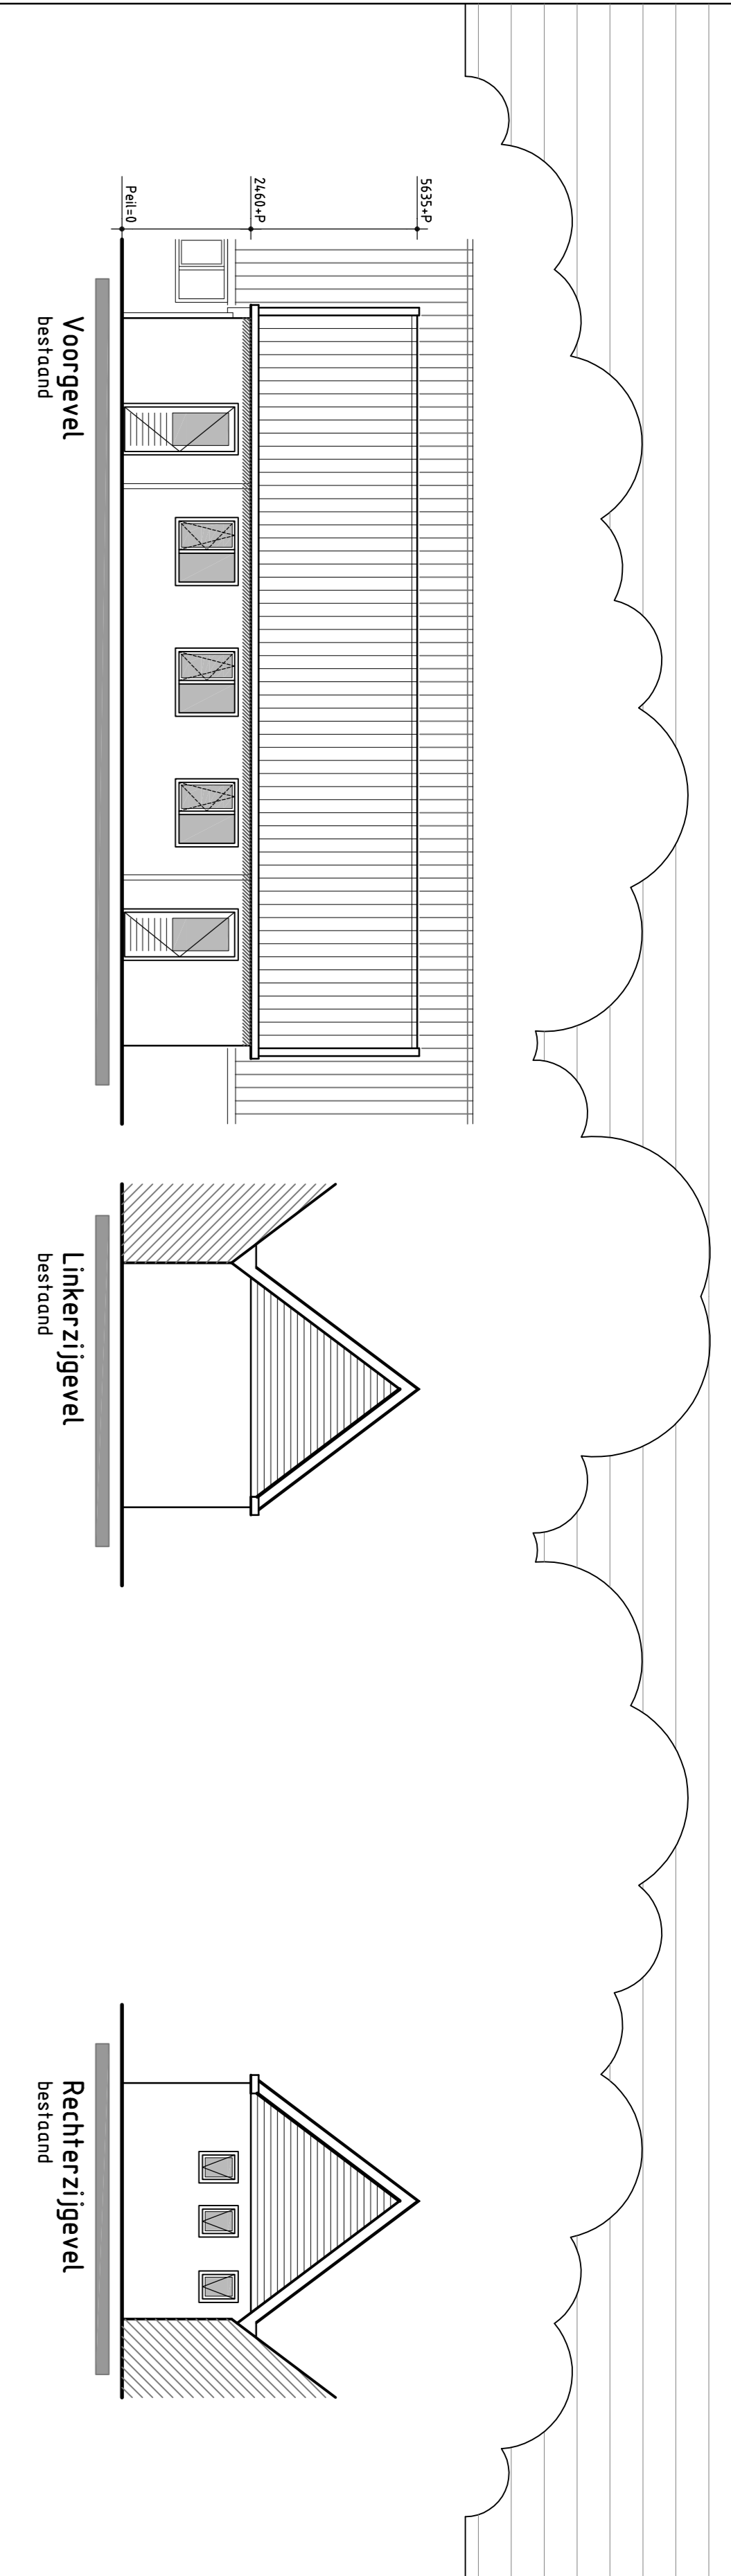 5635+P
2460+P
Peil=0
Voorgevel
bestaand
Linkerzijgevel
bestaand
Rechterzijgevel
bestaand